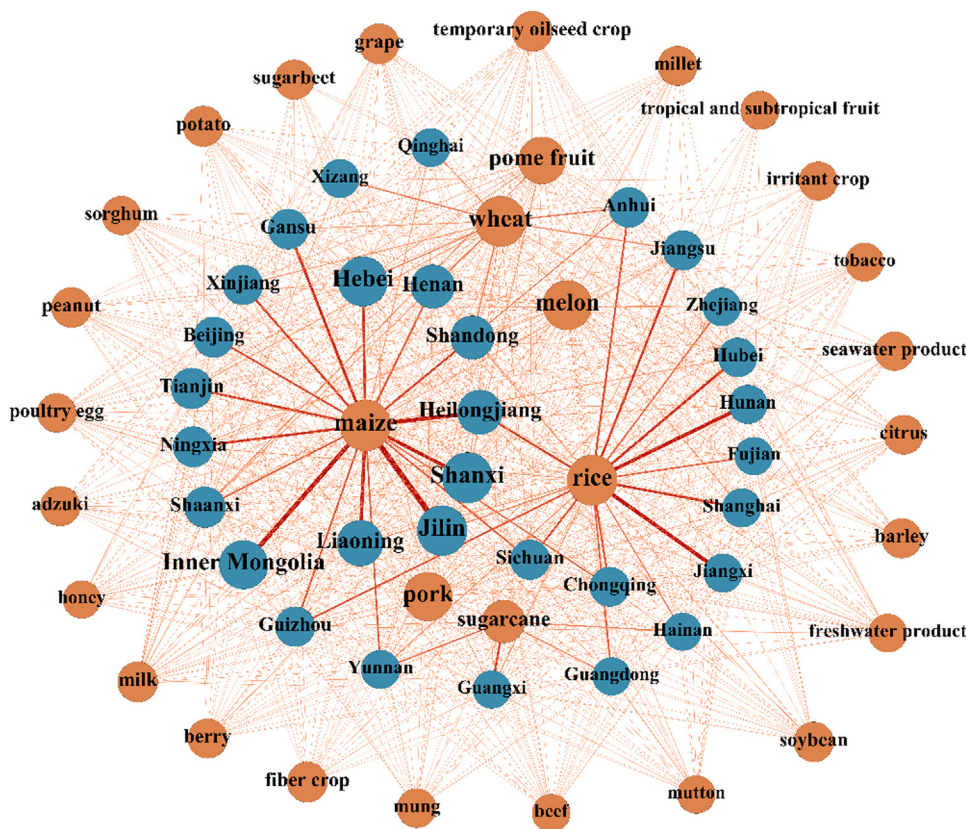 temporary oilseed crop
grape
millet
sugarbeet
tropical and subtropical fruit
potato
Qinghai
pome fruit
Xizang
irritant crop
sorghum
Gansu
wheat
Anhui
Jiangsu
tobacco
Xinjiang
Hebei
Henan
melon
Zhejiang
peanut
Beijing
Shandong
Hubei
seawater product
Tianjin
Heilongjiang
Hunan
poultry egg
maize
citrus
Ningxia
Fujian
Shanxi
rice
adzuki
Shaanxi
Shanghai
Jilin
Liaoning
barley
Inner Mongolia
Sichuan
Jiangxi
Chongqing
honey
pork
Guizhou
sugarcane
Hainan
freshwater product
Yunnan
Guangdong
milk
Guangxi
berry
soybean
fiber crop
mutton
mung
beef